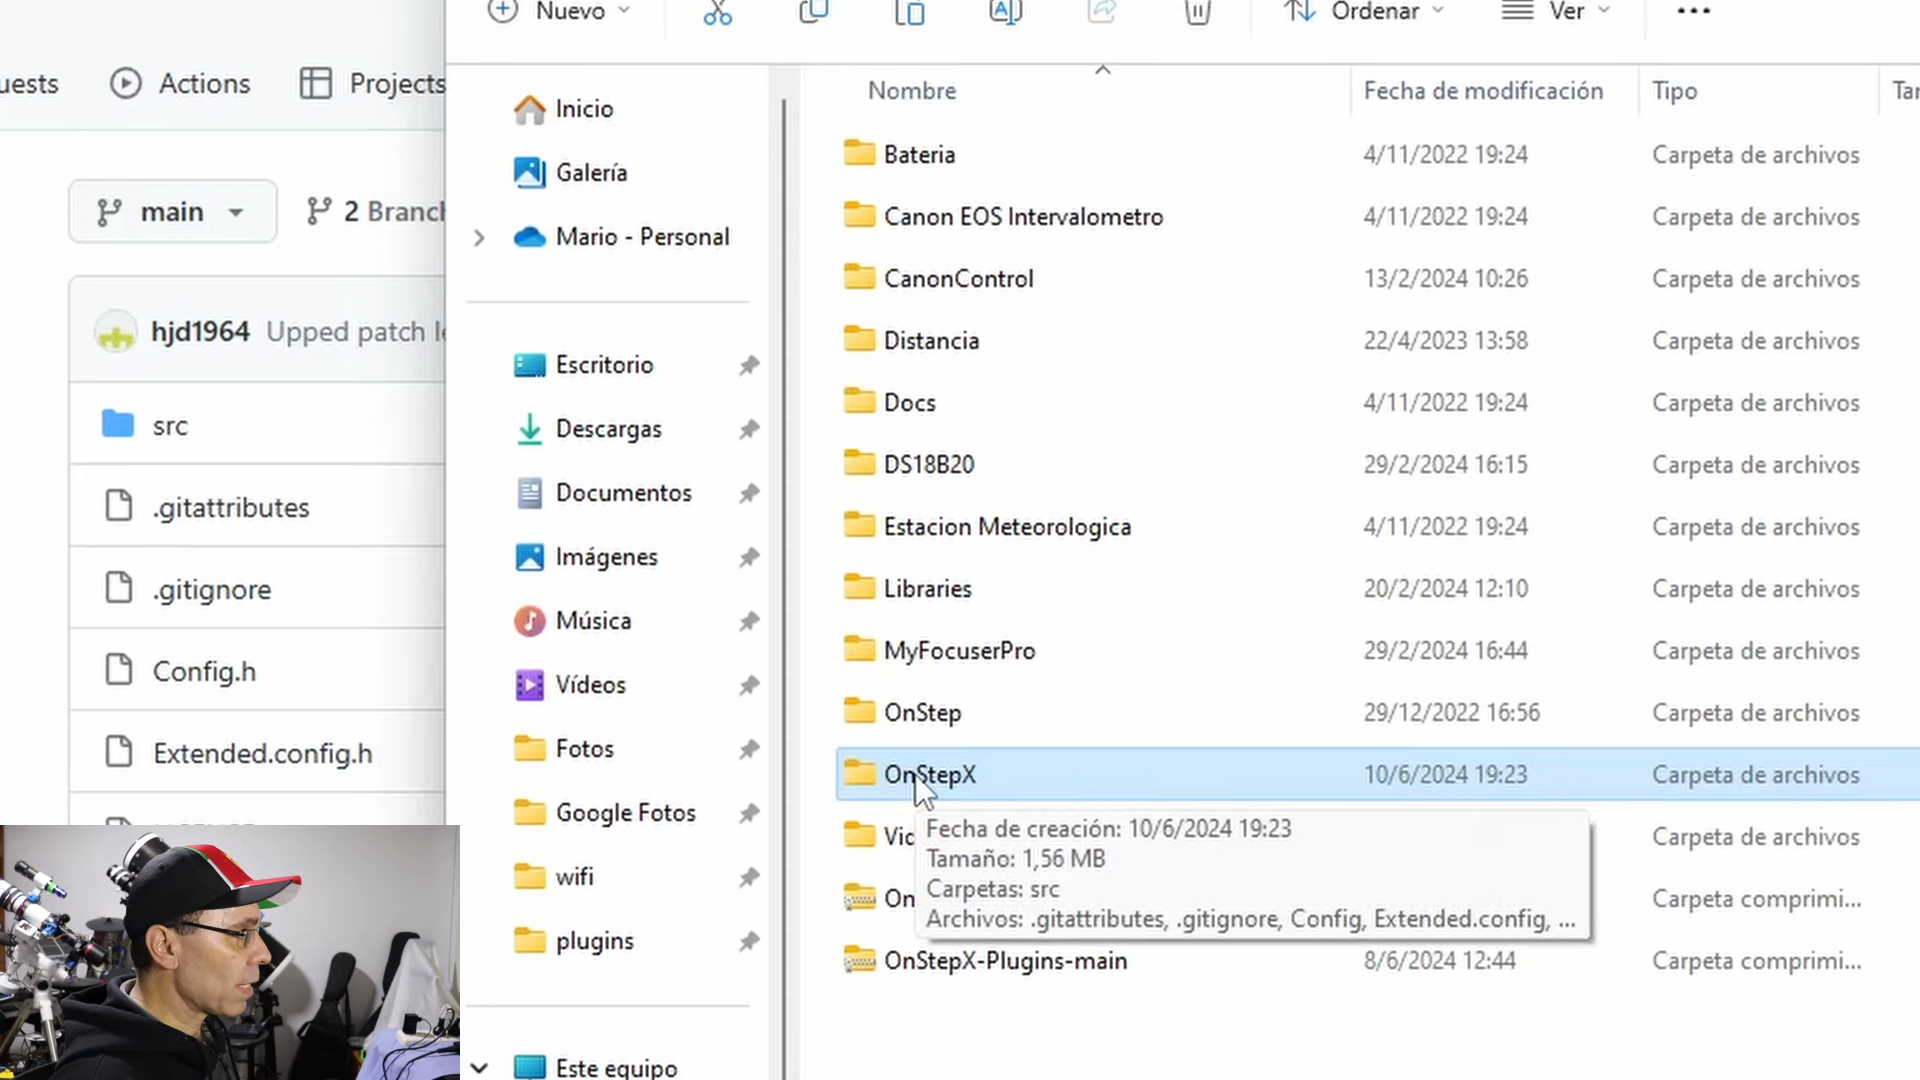 Nuevo
Ordenar
Ver
uests
Actions
Projects
main
2 Branch
hjd1964 Upped patch le
src
.gitattributes
.gitignore
Config.h
Extended.config.h
Inicio
Galería
Mario - Personal
Escritorio
Descargas
Documentos
Imágenes
Música
Vídeos
Fotos
Google Fotos
wifi
plugins
Este equipo
Nombre Fecha de modificación Tipo Tar
Bateria 4/11/2022 19:24 Carpeta de archivos
Canon EOS Intervalometro 4/11/2022 19:24 Carpeta de archivos
CanonControl 13/2/2024 10:26 Carpeta de archivos
Distancia 22/4/2023 13:58 Carpeta de archivos
Docs 4/11/2022 19:24 Carpeta de archivos
DS18B20 29/2/2024 16:15 Carpeta de archivos
Estacion Meteorologica 4/11/2022 19:24 Carpeta de archivos
Libraries 20/2/2024 12:10 Carpeta de archivos
MyFocuserPro 29/2/2024 16:44 Carpeta de archivos
OnStep 29/12/2022 16:56 Carpeta de archivos
OnStepX 10/6/2024 19:23 Carpeta de archivos
Vid Carpeta de archivos
On Carpeta comprimi...
Fecha de creación: 10/6/2024 19:23
Tamaño: 1,56 MB
Carpetas: src
Archivos: .gitattributes, .gitignore, Config, Extended.config, ...
OnStepX-Plugins-main 8/6/2024 12:44 Carpeta comprimi...